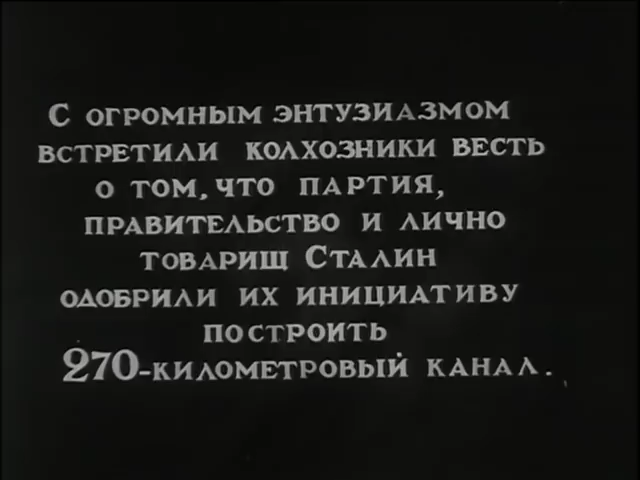 С ОГРОМНЫМ ЭНТУЗИАЗМОМ
ВСТРЕТИЛИ КОЛХОЗНИКИ ВЕСТЬ
О ТОМ, ЧТО ПАРТИЯ,
ПРАВИТЕЛЬСТВО И ЛИЧНО
ТОВАРИЩ СТАЛИН
ОДОБРИЛИ ИХ ИНИЦИАТИВУ
ПОСТРОИТЬ
270-КИЛОМЕТРОВЫЙ КАНАЛ.